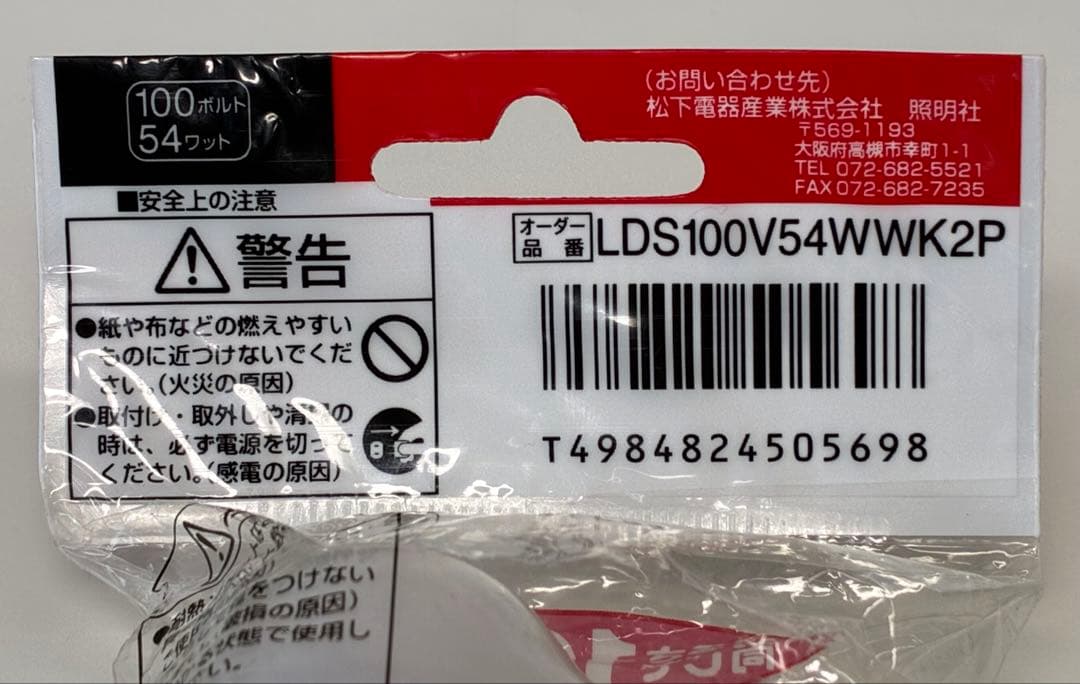 100ボルト
54ワット
(お問い合わせ先)
松下電器産業株式会社 照明社
〒569-1193
大阪府高槻市幸町1-1
TEL 072-682-5521
FAX 072-682-7235
■安全上の注意
警告
●紙や布などの燃えやすい
ものに近づけないでくだ
さい。(火災の原因)
●取付け・取外しや清掃の
時は、必ず電源を切って
ください。(感電の原因)
オーダー
品番
LDS100V54WWK2P
T4984824505698
をつけない
破損の原因)
状態で使用し
い。